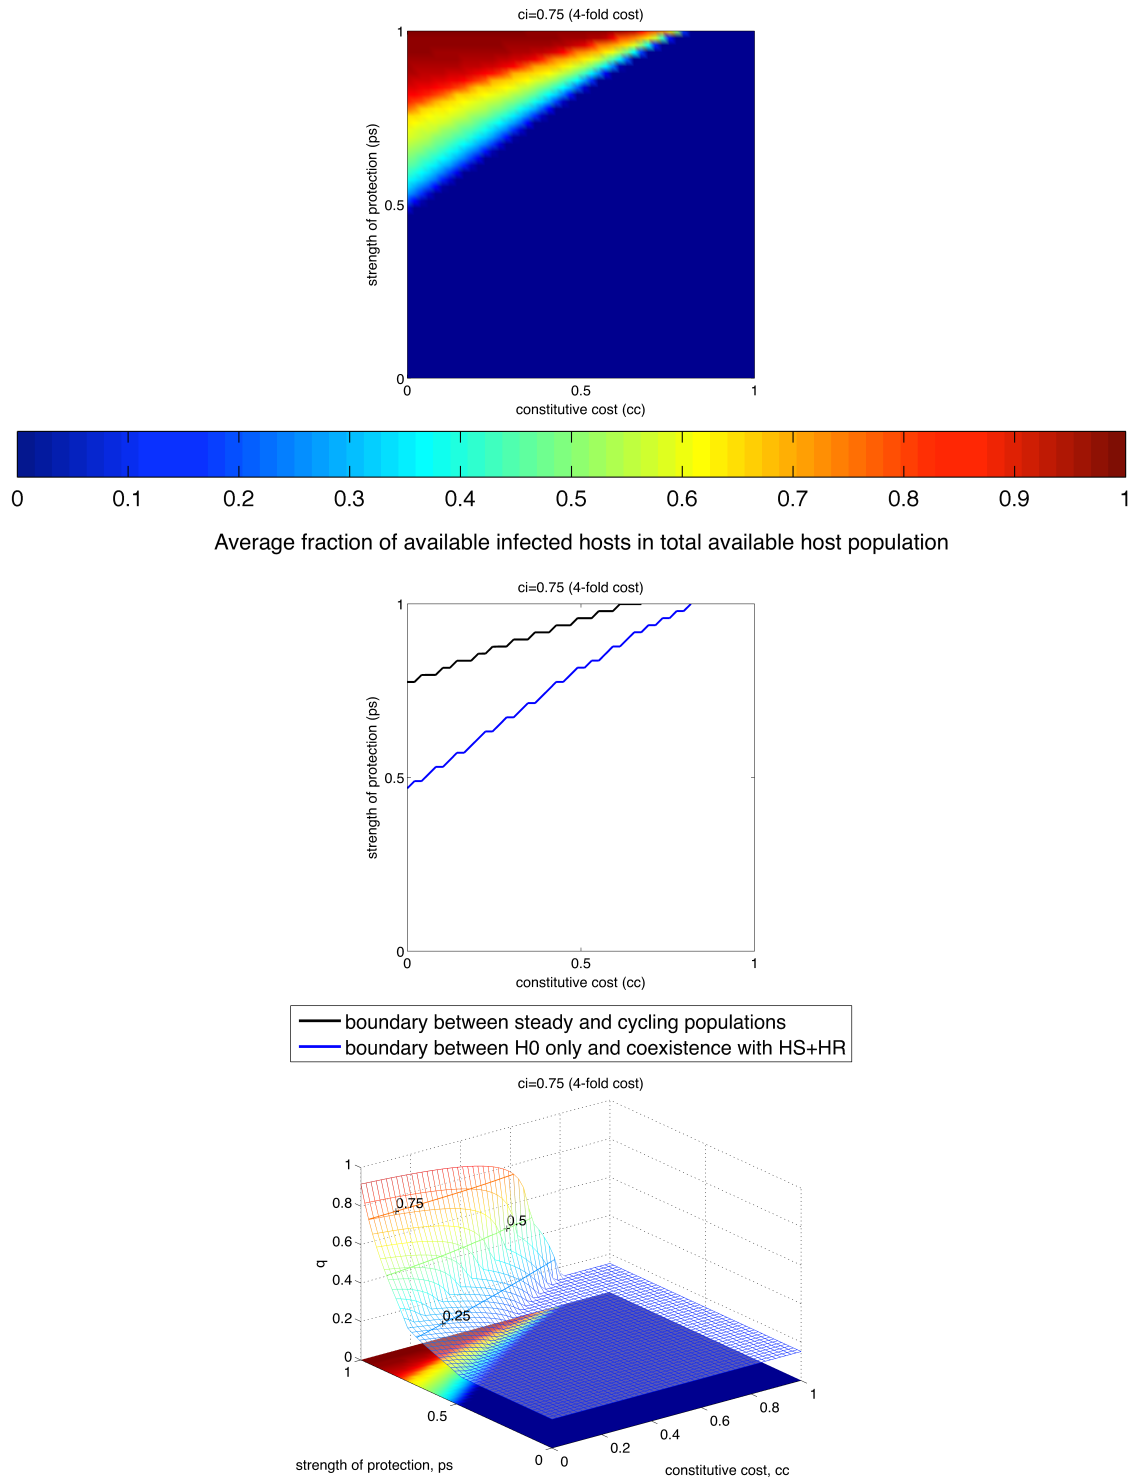 ci=0.75 (4-fold cost)
1
0.5
0
strength of protection (ps)
0 0.5 1
constitutive cost (cc)
0 0.1 0.2 0.3 0.4 0.5 0.6 0.7 0.8 0.9 1
Average fraction of available infected hosts in total available host population
ci=0.75 (4-fold cost)
1
0.5
0
strength of protection (ps)
0 0.5 1
constitutive cost (cc)
boundary between steady and cycling populations
boundary between H0 only and coexistence with HS+HR
ci=0.75 (4-fold cost)
1
0.8
0.6
0.4
0.2
0
q
0.75
0.5
0.25
1
0.5
0
strength of protection, ps
0
0.2
0.4
0.6
0.8
1
constitutive cost, cc